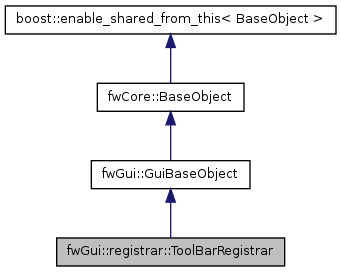 boost::enable_shared_from_this< BaseObject >
fwCore::BaseObject
fwGui::GuiBaseObject
fwGui::registrar::ToolBarRegistrar